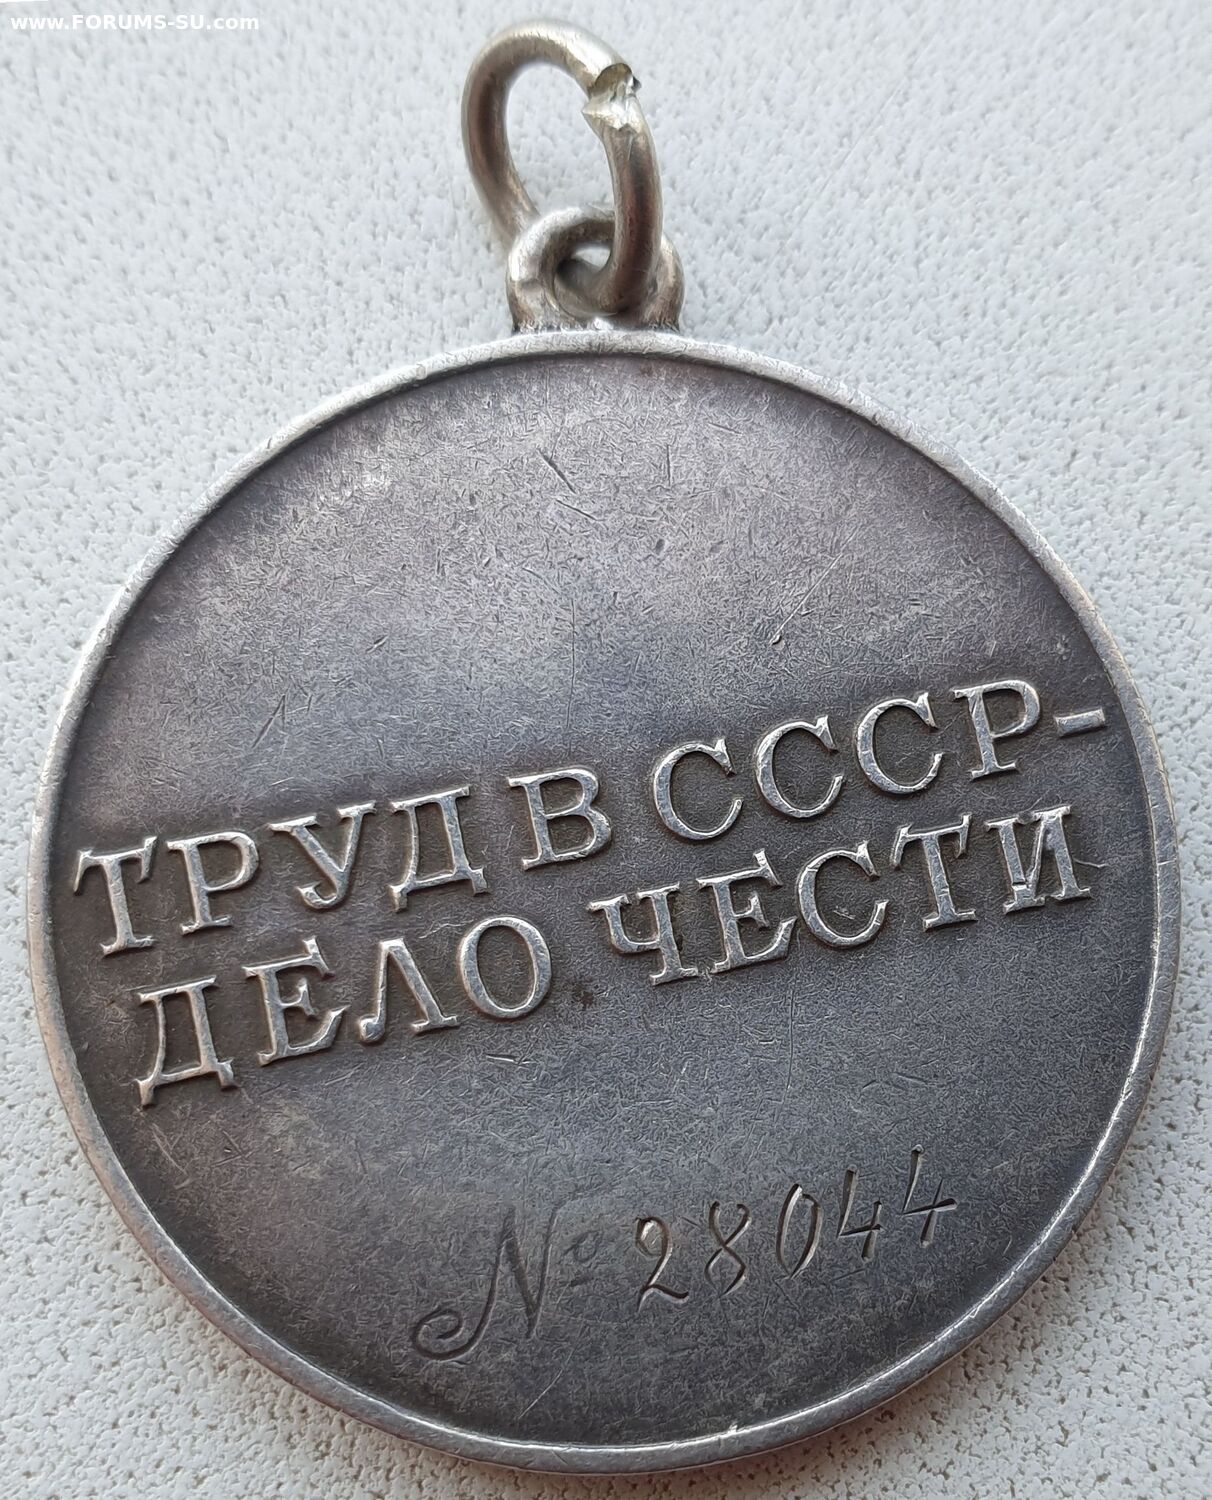 www.FORUMS-SU.com
ТРУД В СССР-
ДЕЛО ЧЕСТИ
№ 28044